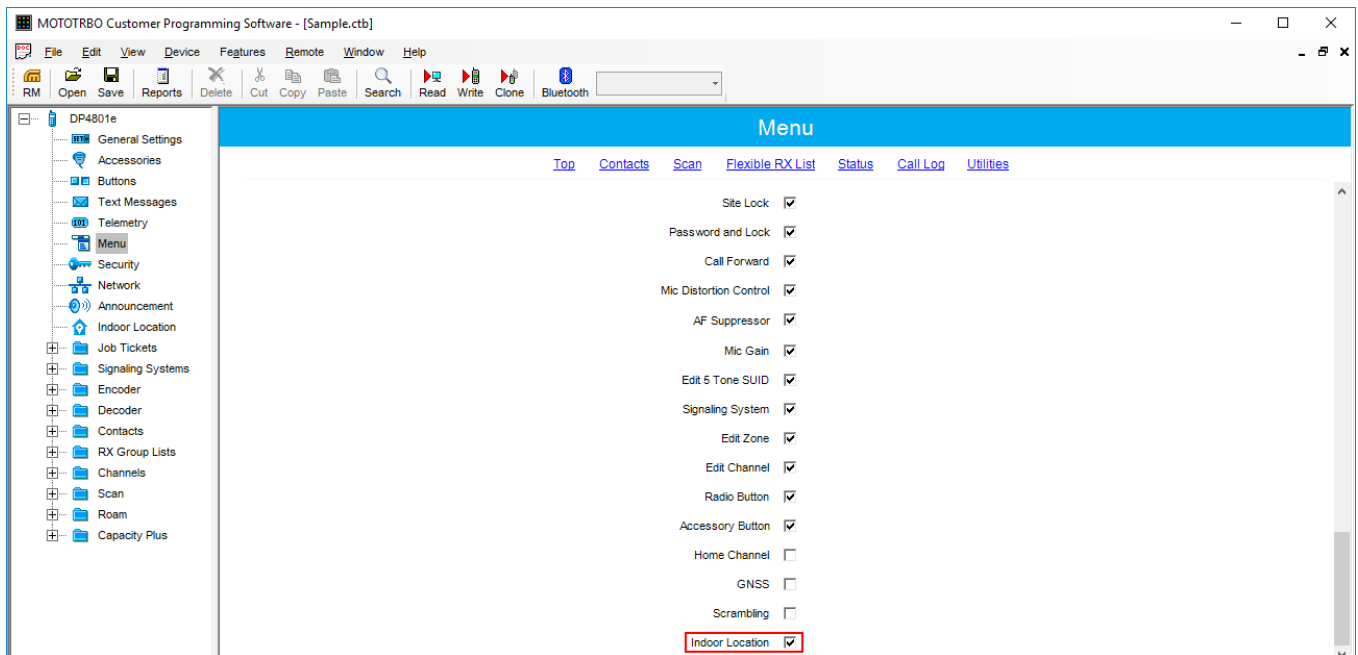 MOTOTRBO Customer Programming Software - [Sample.ctb]
File Edit View Device Features Remote Window Help
RM Open Save Reports Delete Cut Copy Paste Search Read Write Clone Bluetooth
DP4801e
General Settings
Accessories
Buttons
Text Messages
Telemetry
Menu
Security
Network
Announcement
Indoor Location
Job Tickets
Signaling Systems
Encoder
Decoder
Contacts
RX Group Lists
Channels
Scan
Roam
Capacity Plus
Menu
Top Contacts Scan Flexible RX List Status Call Log Utilities
Site Lock
Password and Lock
Call Forward
Mic Distortion Control
AF Suppressor
Mic Gain
Edit 5 Tone SUID
Signaling System
Edit Zone
Edit Channel
Radio Button
Accessory Button
Home Channel
GNSS
Scrambling
Indoor Location